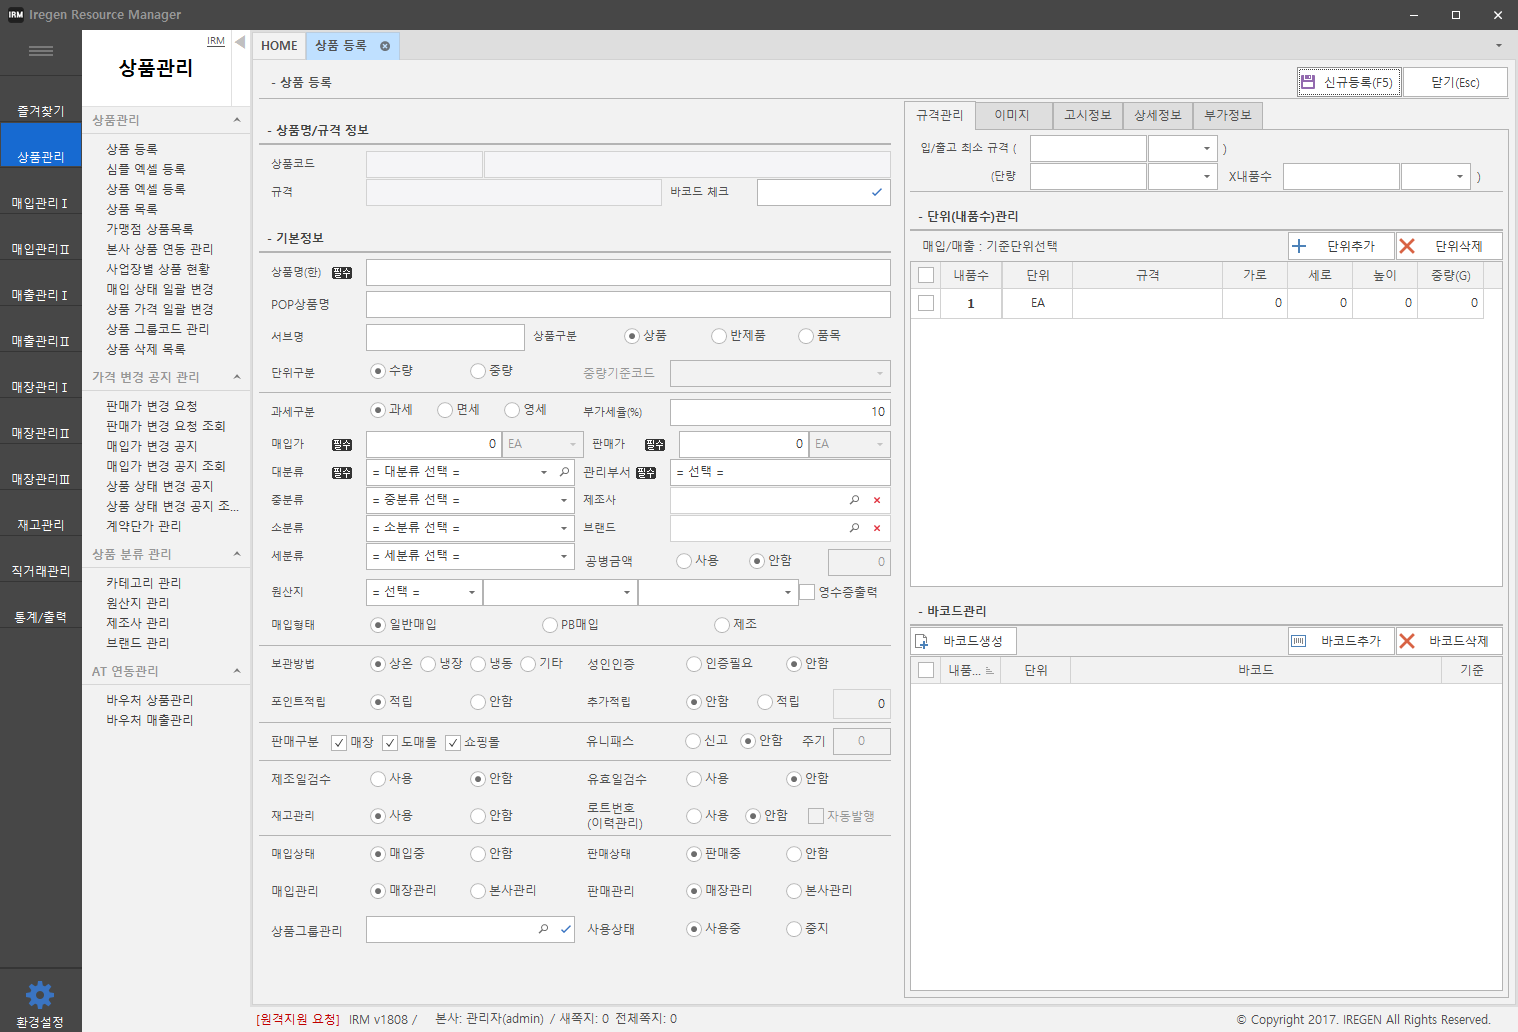 IRM Iregen Resource Manager
즐겨찾기
상품관리
매입관리Ⅰ
매입관리Ⅱ
매출관리Ⅰ
매출관리Ⅱ
매장관리Ⅰ
매장관리Ⅱ
매장관리Ⅲ
재고관리
직거래관리
통계/출력
환경설정
IRM
상품관리
상품관리
상품 등록
심플 엑셀 등록
상품 엑셀 등록
상품 목록
가맹점 상품목록
본사 상품 연동 관리
사업장별 상품 현황
매입 상태 일괄 변경
상품 가격 일괄 변경
상품 그룹코드 관리
상품 삭제 목록
가격 변경 공지 관리
판매가 변경 요청
판매가 변경 요청 조회
매입가 변경 공지
매입가 변경 공지 조회
상품 상태 변경 공지
상품 상태 변경 공지 조...
계약단가 관리
상품 분류 관리
카테고리 관리
원산지 관리
제조사 관리
브랜드 관리
AT 연동관리
바우처 상품관리
바우처 매출관리
HOME 상품 등록
- 상품 등록
신규등록(F5) 닫기(Esc)
- 상품명/규격 정보
상품코드
규격 바코드 체크
- 기본정보
상품명(한) 필수
POP상품명
서브명 상품구분 상품 반제품 품목
단위구분 수량 중량 중량기준코드
과세구분 과세 면세 영세 부가세율(%) 10
매입가 필수 0 EA 판매가 필수 0 EA
대분류 필수 = 대분류 선택 = 관리부서 필수 = 선택 =
중분류 = 중분류 선택 = 제조사
소분류 = 소분류 선택 = 브랜드
세분류 = 세분류 선택 = 공병금액 사용 안함 0
원산지 = 선택 = 영수증출력
매입형태 일반매입 PB매입 제조
보관방법 상온 냉장 냉동 기타 성인인증 인증필요 안함
포인트적립 적립 안함 추가적립 안함 적립 0
판매구분 매장 도매몰 쇼핑몰 유니패스 신고 안함 주기 0
제조일검수 사용 안함 유효일검수 사용 안함
재고관리 사용 안함 로트번호 (이력관리) 사용 안함 자동발행
매입상태 매입중 안함 판매상태 판매중 안함
매입관리 매장관리 본사관리 판매관리 매장관리 본사관리
상품그룹관리 사용상태 사용중 중지
규격관리 이미지 고시정보 상세정보 부가정보
입/출고 최소 규격 ( )
(단량 X내품수 )
- 단위(내품수)관리
매입/매출 : 기준단위선택 단위추가 단위삭제
내품수 단위 규격 가로 세로 높이 중량(G)
1 EA 0 0 0 0
- 바코드관리
바코드생성 바코드추가 바코드삭제
내품... 단위 바코드 기준
[원격지원 요청] IRM v1808 / 본사: 관리자(admin) / 새쪽지: 0 전체쪽지: 0
© Copyright 2017. IREGEN All Rights Reserved.